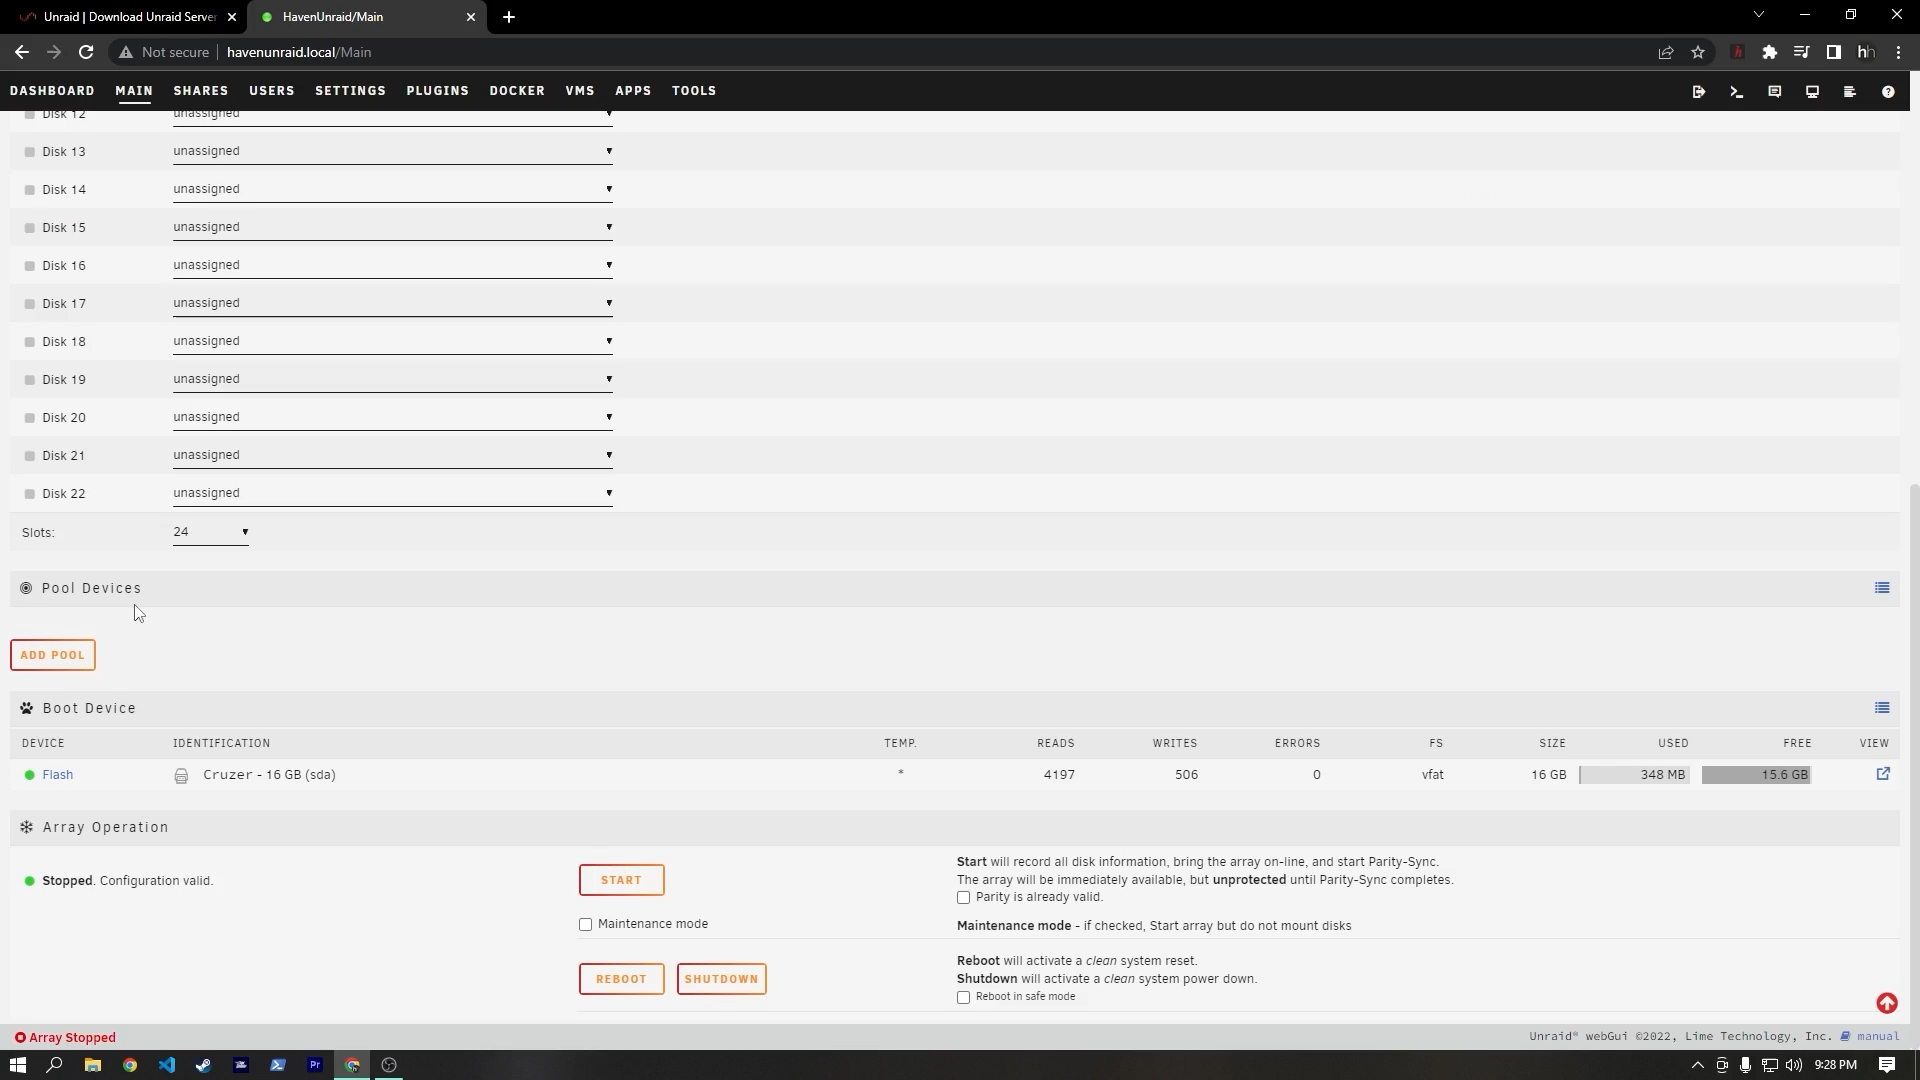 Unraid | Download Unraid Server
HavenUnraid/Main
Not secure
havenunraid.local/Main
hh
DASHBOARD MAIN SHARES USERS SETTINGS PLUGINS DOCKER VMS APPS TOOLS
Disk 12 unassigned
Disk 13 unassigned
Disk 14 unassigned
Disk 15 unassigned
Disk 16 unassigned
Disk 17 unassigned
Disk 18 unassigned
Disk 19 unassigned
Disk 20 unassigned
Disk 21 unassigned
Disk 22 unassigned
Slots: 24
Pool Devices
ADD POOL
Boot Device
DEVICE IDENTIFICATION TEMP. READS WRITES ERRORS FS SIZE USED FREE VIEW
Flash Cruzer - 16 GB (sda) * 4197 506 0 vfat 16 GB 348 MB 15.6 GB
Array Operation
Stopped. Configuration valid.
START
Start will record all disk information, bring the array on-line, and start Parity-Sync.
The array will be immediately available, but unprotected until Parity-Sync completes.
Parity is already valid.
Maintenance mode
Maintenance mode - if checked, Start array but do not mount disks
REBOOT SHUTDOWN
Reboot will activate a clean system reset.
Shutdown will activate a clean system power down.
Reboot in safe mode
Array Stopped
Unraid® webGui ©2022, Lime Technology, Inc. manual
Pr
9:28 PM